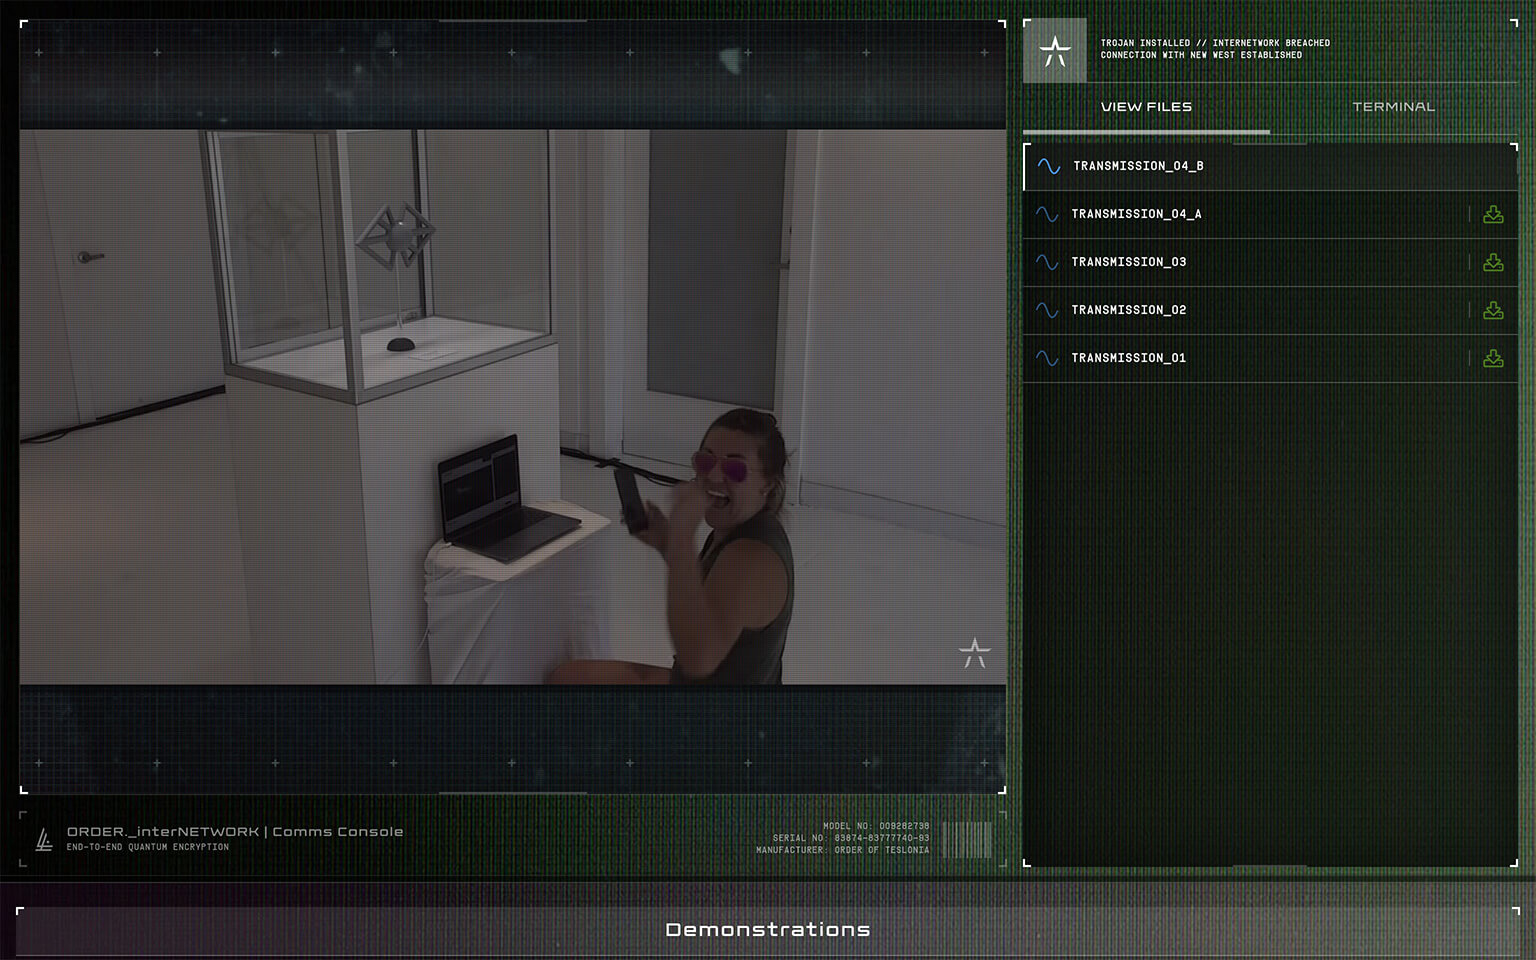 TROJAN INSTALLED // INTERNETWORK BREACHED
CONNECTION WITH NEW WEST ESTABLISHED
VIEW FILES
TERMINAL
TRANSMISSION_04_B
TRANSMISSION_04_A
TRANSMISSION_03
TRANSMISSION_02
TRANSMISSION_01
ORDER._interNETWORK | Comms Console
END-TO-END QUANTUM ENCRYPTION
MODEL NO: 009282738
SERIAL NO: 83874-83777740-93
MANUFACTURER: ORDER OF TESLONIA
Demonstrations